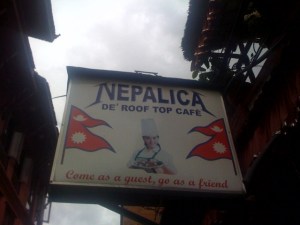 NEPALICA
DE' ROOF TOP CAFE
Come as a guest, go as a friend